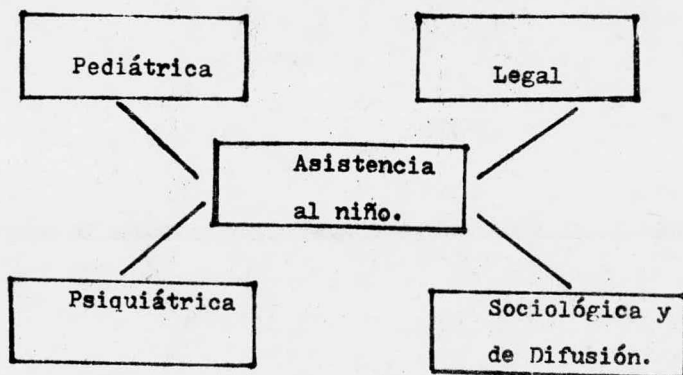 Pediátrica
Legal
Asistencia
al niño.
Psiquiátrica
Sociológica y
de Difusión.